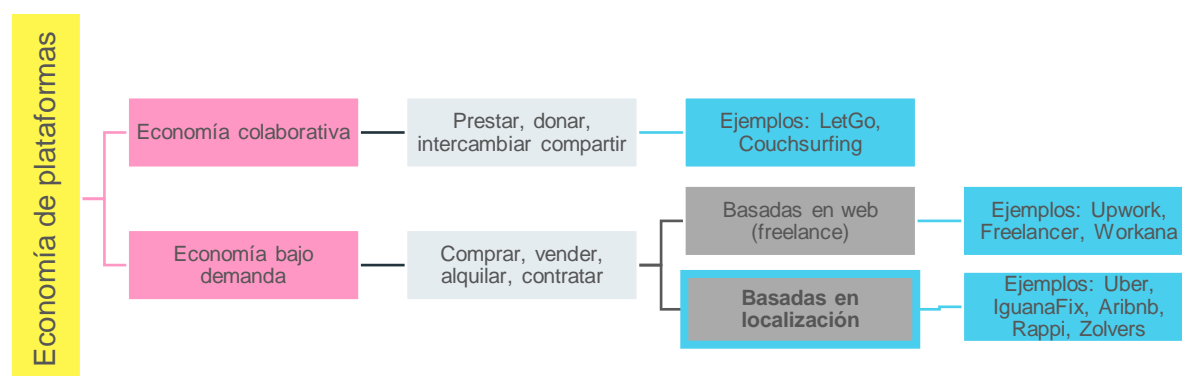 Economía de plataformas
Economía colaborativa
Prestar, donar,
intercambiar compartir
Ejemplos: LetGo,
Couchsurfing
Economía bajo
demanda
Comprar, vender,
alquilar, contratar
Basadas en web
(freelance)
Ejemplos: Upwork,
Freelancer, Workana
Basadas en
localización
Ejemplos: Uber,
IguanaFix, Aribnb,
Rappi, Zolvers